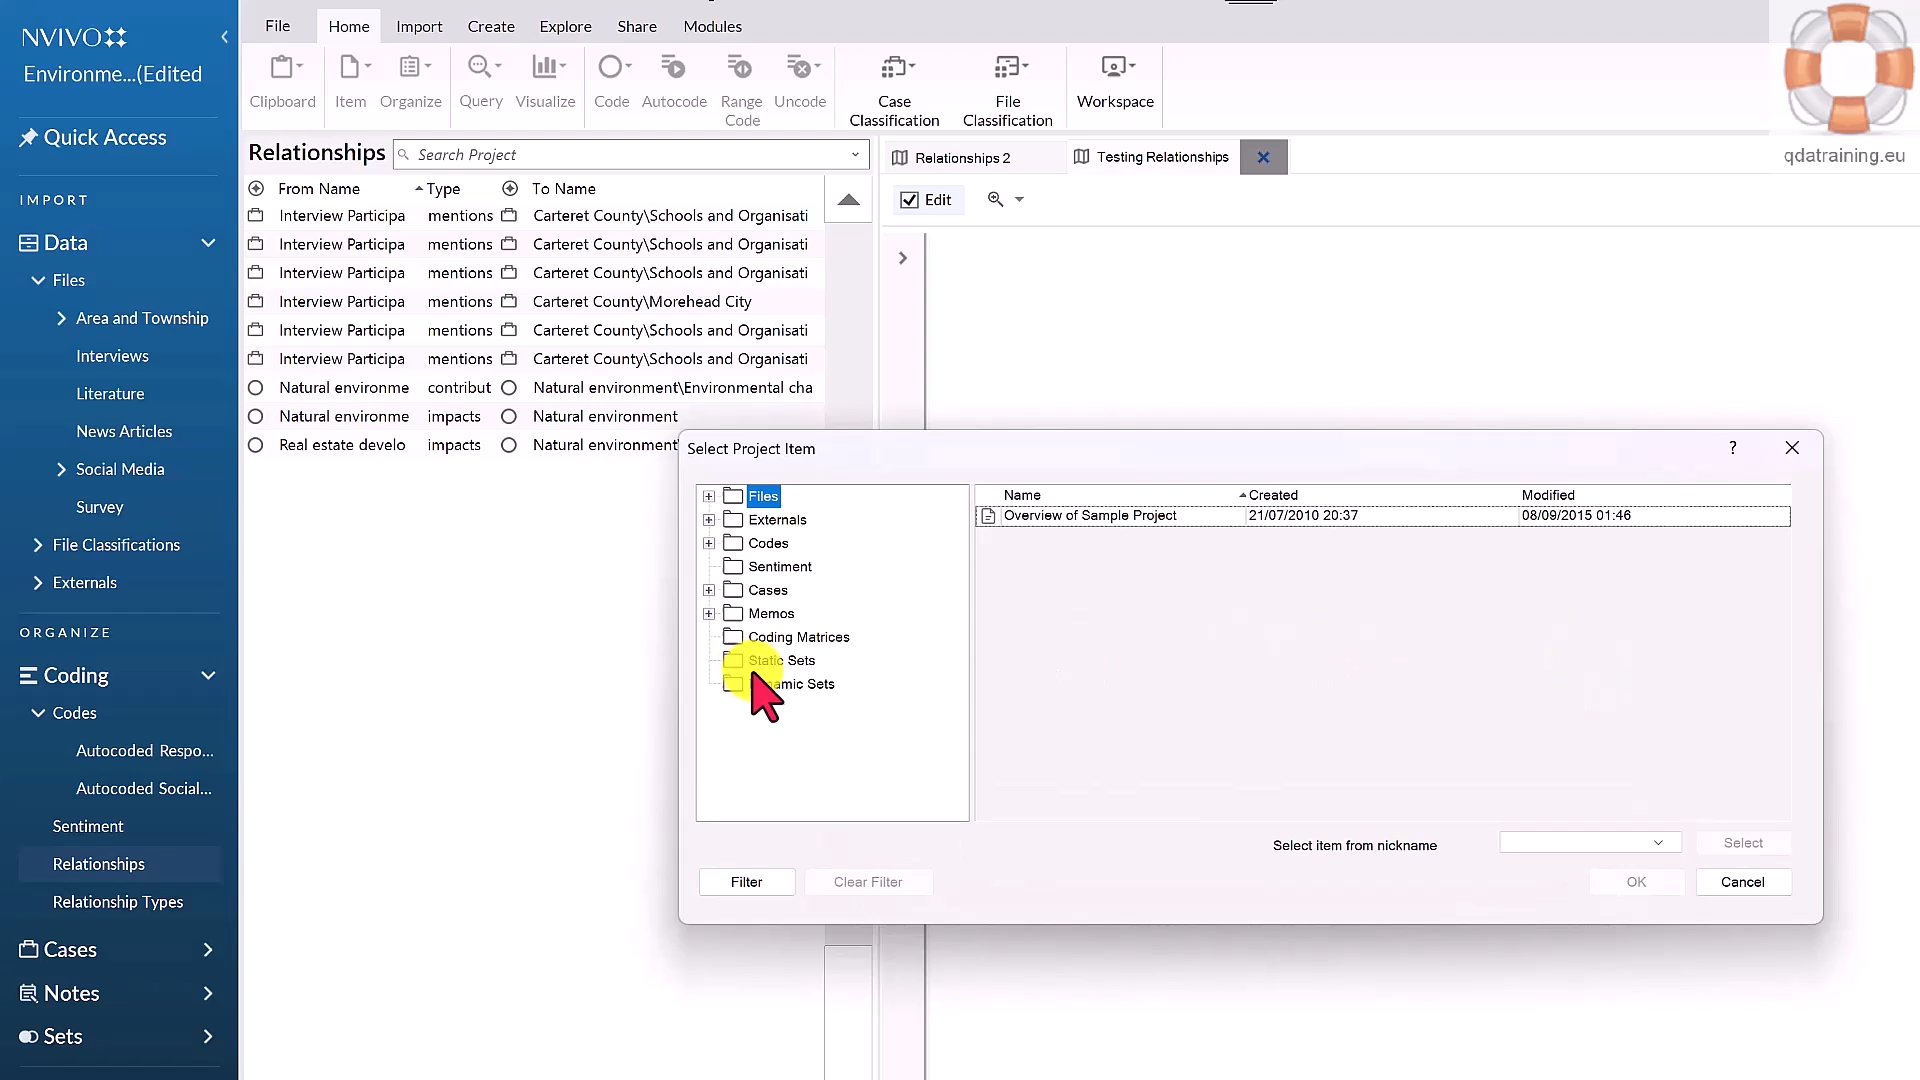 NVIVO
Environme...(Edited
Quick Access
IMPORT
Data
Files
Area and Township
Interviews
Literature
News Articles
Social Media
Survey
File Classifications
Externals
ORGANIZE
Coding
Codes
Autocoded Respo...
Autocoded Social...
Sentiment
Relationships
Relationship Types
Cases
Notes
Sets
File Home Import Create Explore Share Modules
Clipboard Item Organize Query Visualize Code Autocode Range Code Uncode Case Classification File Classification Workspace
qdatraining.eu
Relationships Search Project
From Name Type To Name
Interview Participa mentions Carteret County\Schools and Organisati
Interview Participa mentions Carteret County\Schools and Organisati
Interview Participa mentions Carteret County\Schools and Organisati
Interview Participa mentions Carteret County\Morehead City
Interview Participa mentions Carteret County\Schools and Organisati
Interview Participa mentions Carteret County\Schools and Organisati
Natural environme contribut Natural environment\Environmental cha
Natural environme impacts Natural environment
Real estate develo impacts Natural environment
Relationships 2 Testing Relationships
Edit
Select Project Item ?
Files
Externals
Codes
Sentiment
Cases
Memos
Coding Matrices
Static Sets
Sets
Name Created Modified
Overview of Sample Project 21/07/2010 20:37 08/09/2015 01:46
Select item from nickname Select
Filter Clear Filter OK Cancel